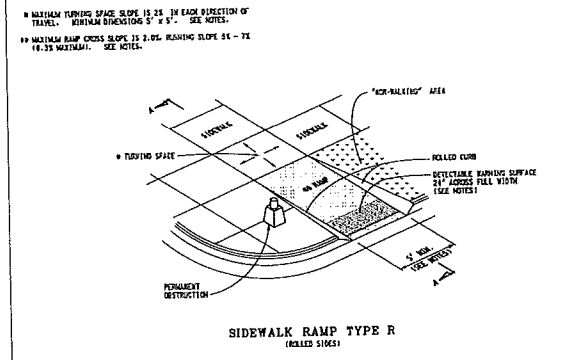 * MAXIMUM TURNING SPACE SLOPE IS 2% IN EACH DIRECTION OF
TRAVEL. MINIMUM DIMENSIONS 5' x 5'. SEE NOTES.
** MAXIMUM RAMP CROSS SLOPE IS 2.0%, RUNNING SLOPE 5% - 7%
(8.3% MAXIMUM). SEE NOTES.
A
"NON-WALKING" AREA
SIDEWALK
SIDEWALK
* TURNING SPACE
ROLLED CURB
** RAMP
DETECTABLE WARNING SURFACE
24" ACROSS FULL WIDTH
(SEE NOTES)
5' MIN.
(SEE NOTES)
A
PERMANENT
OBSTRUCTION
SIDEWALK RAMP TYPE R
(ROLLED SIDES)